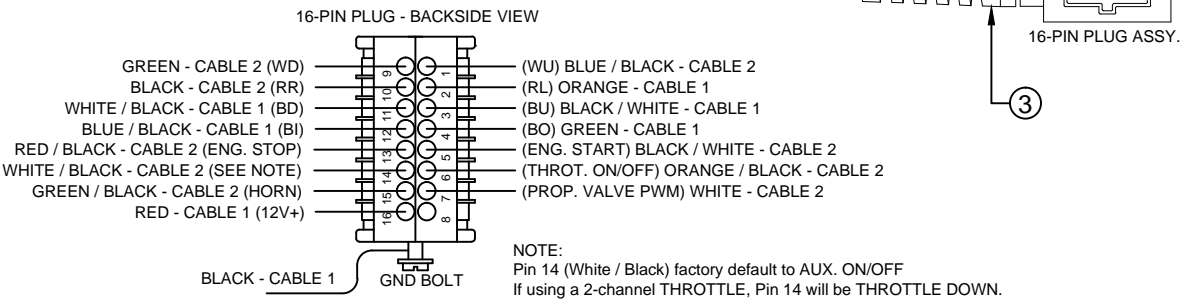 16-PIN PLUG - BACKSIDE VIEW
16-PIN PLUG ASSY.
3
GREEN - CABLE 2 (WD)
BLACK - CABLE 2 (RR)
WHITE / BLACK - CABLE 1 (BD)
BLUE / BLACK - CABLE 1 (BI)
RED / BLACK - CABLE 2 (ENG. STOP)
WHITE / BLACK - CABLE 2 (SEE NOTE)
GREEN / BLACK - CABLE 2 (HORN)
RED - CABLE 1 (12V+)
9
10
11
12
13
14
15
16
1
2
3
4
5
6
7
8
(WU) BLUE / BLACK - CABLE 2
(RL) ORANGE - CABLE 1
(BU) BLACK / WHITE - CABLE 1
(BO) GREEN - CABLE 1
(ENG. START) BLACK / WHITE - CABLE 2
(THROT. ON/OFF) ORANGE / BLACK - CABLE 2
(PROP. VALVE PWM) WHITE - CABLE 2
BLACK - CABLE 1
GND BOLT
NOTE:
Pin 14 (White / Black) factory default to AUX. ON/OFF
If using a 2-channel THROTTLE, Pin 14 will be THROTTLE DOWN.